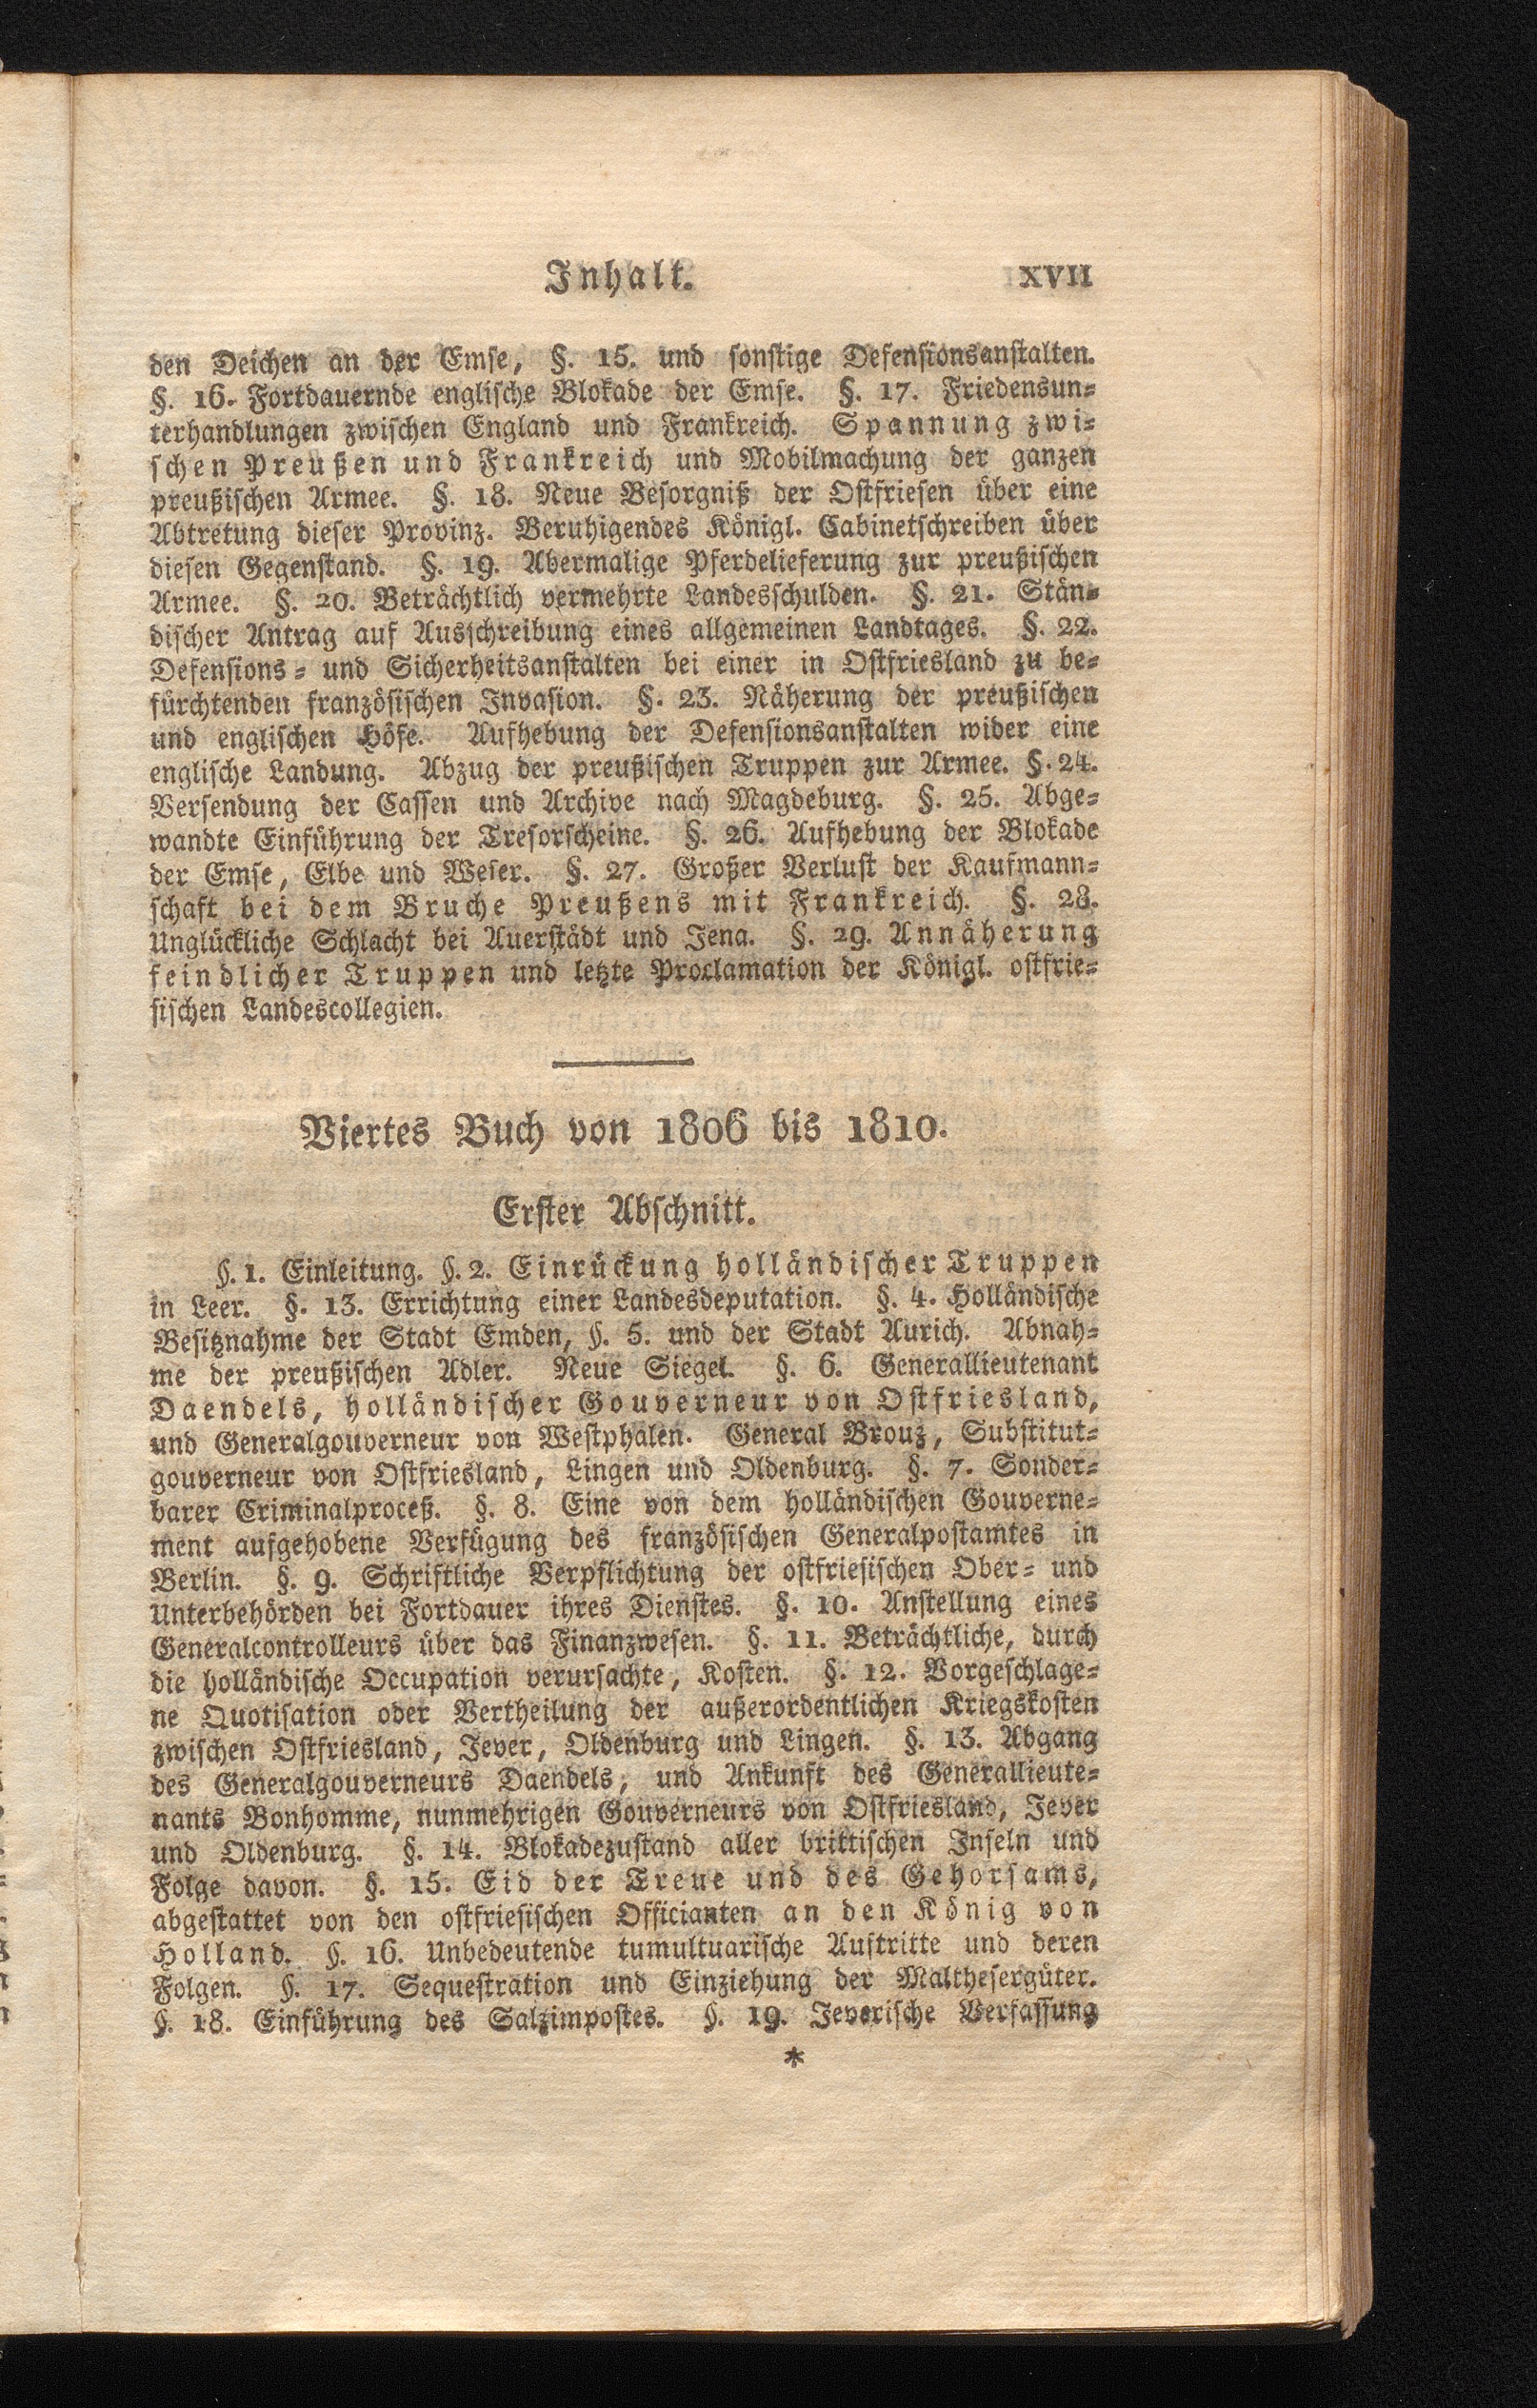 Inhalt. XVII
den Deichen an der Emse, §. 15. und sonstige Defensionsanstalten.
§. 16. Fortdauernde englische Blokade der Emse. §. 17. Friedensun-
terhandlungen zwischen England und Frankreich. Spannung zwi-
schen Preußen und Frankreich und Mobilmachung der ganzen
preußischen Armee. §. 18. Neue Besorgniß der Ostfriesen über eine
Abtretung dieser Provinz. Beruhigendes Königl. Cabinetschreiben über
diesen Gegenstand. §. 19. Abermalige Pferdelieferung zur preußischen
Armee. §. 20. Beträchtlich vermehrte Landesschulden. §. 21. Stän-
discher Antrag auf Ausschreibung eines allgemeinen Landtages. §. 22.
Defensions- und Sicherheitsanstalten bei einer in Ostfriesland zu be-
fürchtenden französischen Invasion. §. 23. Näherung der preußischen
und englischen Höfe. Aufhebung der Defensionsanstalten wider eine
englische Landung. Abzug der preußischen Truppen zur Armee. §. 24.
Versendung der Cassen und Archive nach Magdeburg. §. 25. Abge-
wandte Einführung der Tresorscheine. §. 26. Aufhebung der Blokade
der Emse, Elbe und Weser. §. 27. Großer Verlust der Kaufmann-
schaft bei dem Bruche Preußens mit Frankreich. §. 28.
Unglückliche Schlacht bei Auerstädt und Jena. §. 29. Annäherung
feindlicher Truppen und letzte Proclamation der Königl. ostfrie-
sischen Landescollegien.
Viertes Buch von 1806 bis 1810.
Erster Abschnitt.
§. 1. Einleitung. §. 2. Einrückung holländischer Truppen
in Leer. §. 13. Errichtung einer Landesdeputation. §. 4. Holländische
Besitznahme der Stadt Emden, §. 5. und der Stadt Aurich. Abnah-
me der preußischen Adler. Neue Siegel. §. 6. Generallieutenant
Daendels, holländischer Gouverneur von Ostfriesland,
und Generalgouverneur von Westphalen. General Brouz, Substitut-
gouverneur von Ostfriesland, Lingen und Oldenburg. §. 7. Sonder-
barer Criminalproceß. §. 8. Eine von dem holländischen Gouverne-
ment aufgehobene Verfügung des französischen Generalpostamtes in
Berlin. §. 9. Schriftliche Verpflichtung der ostfriesischen Ober- und
Unterbehörden bei Fortdauer ihres Dienstes. §. 10. Anstellung eines
Generalcontrolleurs über das Finanzwesen. §. 11. Beträchtliche, durch
die holländische Occupation verursachte, Kosten. §. 12. Vorgeschlage-
ne Quotisation oder Vertheilung der außerordentlichen Kriegskosten
zwischen Ostfriesland, Jever, Oldenburg und Lingen. §. 13. Abgang
des Generalgouverneurs Daendels, und Ankunft des Generallieute-
nants Bonhomme, nunmehrigen Gouverneurs von Ostfriesland, Jever
und Oldenburg. §. 14. Blokadezustand aller brittischen Inseln und
Folge davon. §. 15. Eid der Treue und des Gehorsams,
abgestattet von den ostfriesischen Officianten an den König von
Holland. §. 16. Unbedeutende tumultuarische Auftritte und deren
Folgen. §. 17. Sequestration und Einziehung der Malthesergüter.
§. 18. Einführung des Salzimpostes. §. 19. Jeverische Verfassung
*